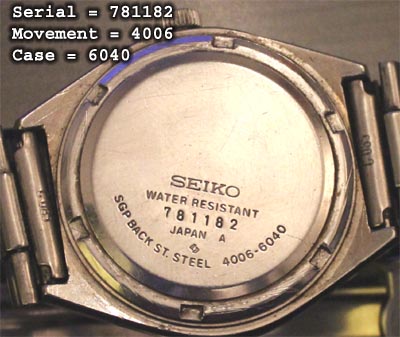 Serial = 781182
Movement = 4006
Case = 6040
SEIKO
WATER RESISTANT
781182
JAPAN A
SGP BACK ST. STEEL 4006-6040